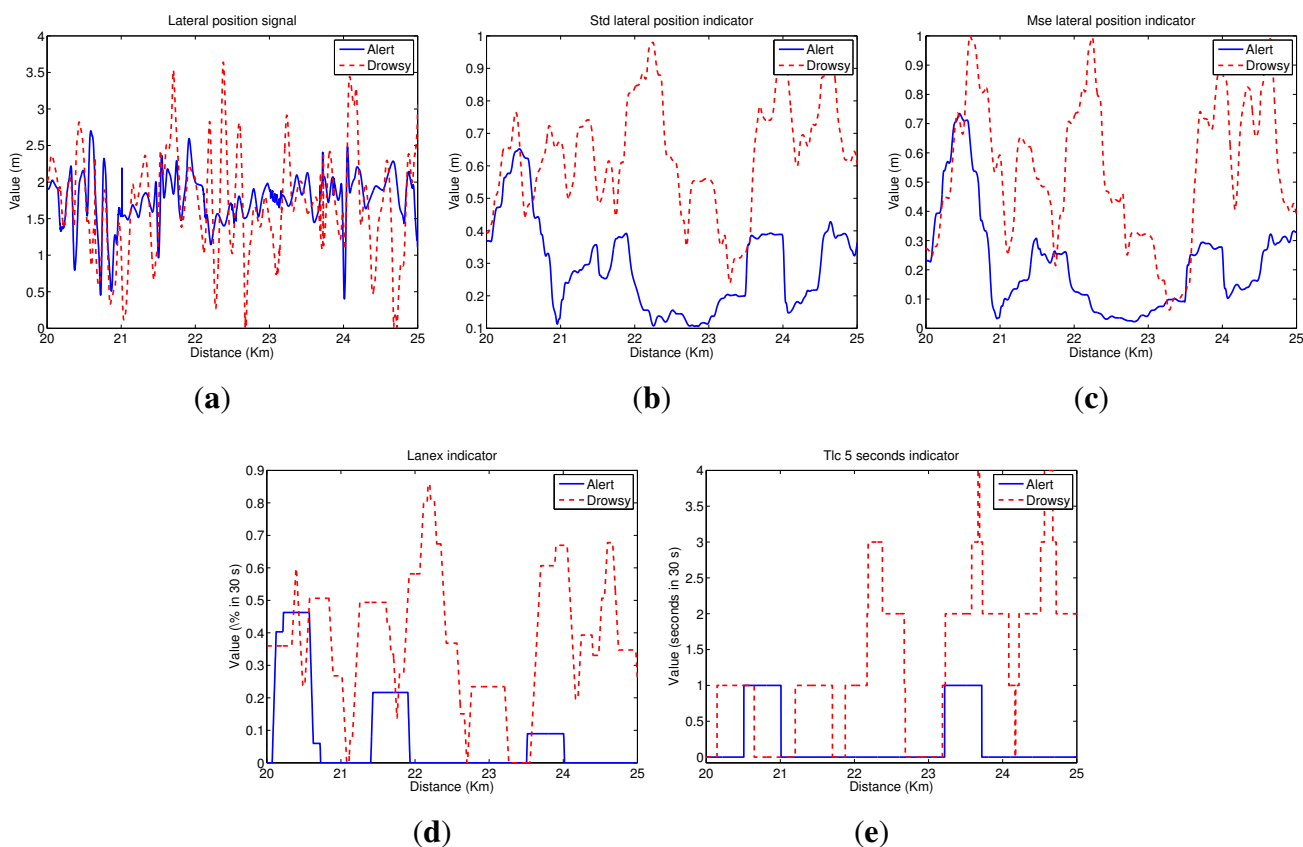 Lateral position signal
4
3.5
3
2.5
2
1.5
1
0.5
0
Value (m)
20 21 22 23 24 25
Distance (Km)
Alert
Drowsy
(a)
Std lateral position indicator
1
0.9
0.8
0.7
0.6
0.5
0.4
0.3
0.2
0.1
Value (m)
20 21 22 23 24 25
Distance (Km)
Alert
Drowsy
(b)
Mse lateral position indicator
1
0.9
0.8
0.7
0.6
0.5
0.4
0.3
0.2
0.1
0
Value (m)
20 21 22 23 24 25
Distance (Km)
Alert
Drowsy
(c)
Lanex indicator
0.9
0.8
0.7
0.6
0.5
0.4
0.3
0.2
0.1
0
Value (\% in 30 s)
20 21 22 23 24 25
Distance (Km)
Alert
Drowsy
(d)
Tlc 5 seconds indicator
4
3.5
3
2.5
2
1.5
1
0.5
0
Value (seconds in 30 s)
20 21 22 23 24 25
Distance (Km)
Alert
Drowsy
(e)